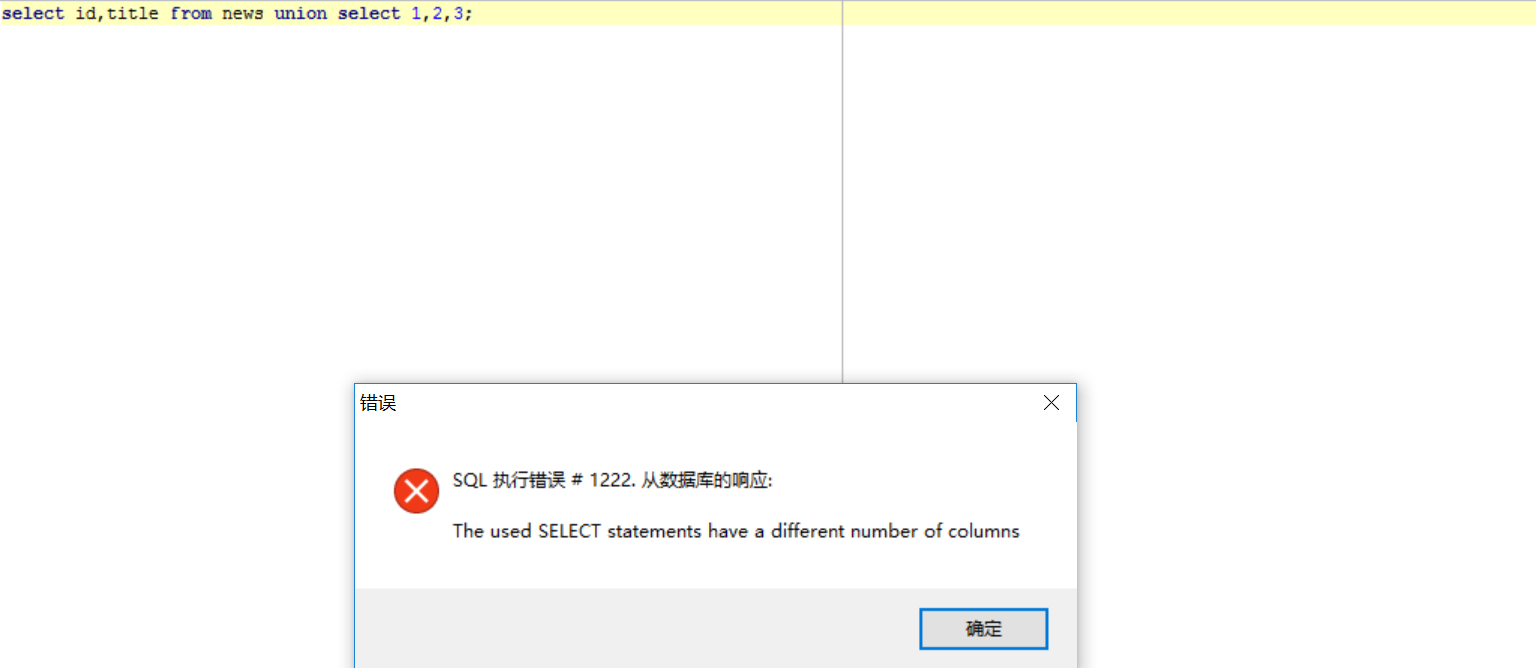 select id,title from news union select 1,2,3;
错误
SQL 执行错误 # 1222. 从数据库的响应:
The used SELECT statements have a different number of columns
确定